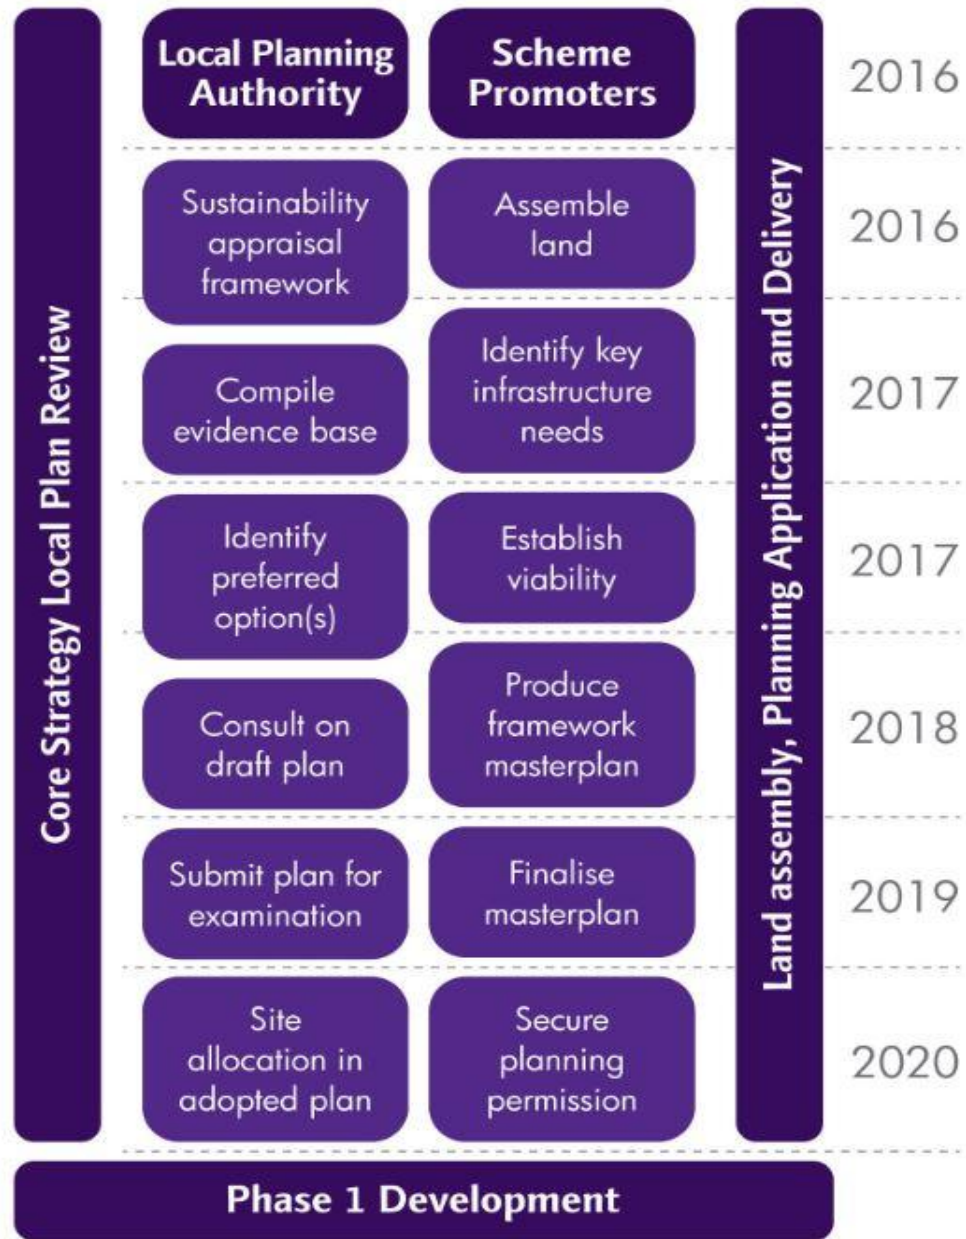 Core Strategy Local Plan Review
Local Planning
Authority
Scheme
Promoters
2016
Sustainability
appraisal
framework
Assemble
land
2016
Compile
evidence base
Identify key
infrastructure
needs
2017
Identify
preferred
option(s)
Establish
viability
2017
Consult on
draft plan
Produce
framework
masterplan
2018
Submit plan for
examination
Finalise
masterplan
2019
Site
allocation in
adopted plan
Secure
planning
permission
2020
Land assembly, Planning Application and Delivery
Phase 1 Development